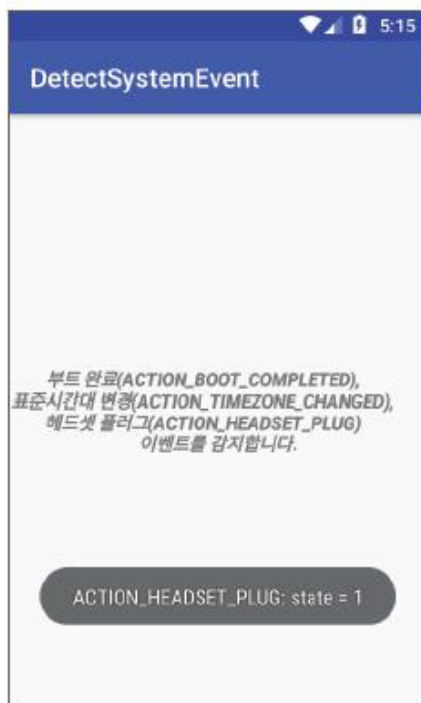 5:15
DetectSystemEvent
부트 완료(ACTION_BOOT_COMPLETED),
표준시간대 변경(ACTION_TIMEZONE_CHANGED),
헤드셋 플러그(ACTION_HEADSET_PLUG)
이벤트를 감지합니다.
ACTION_HEADSET_PLUG: state = 1